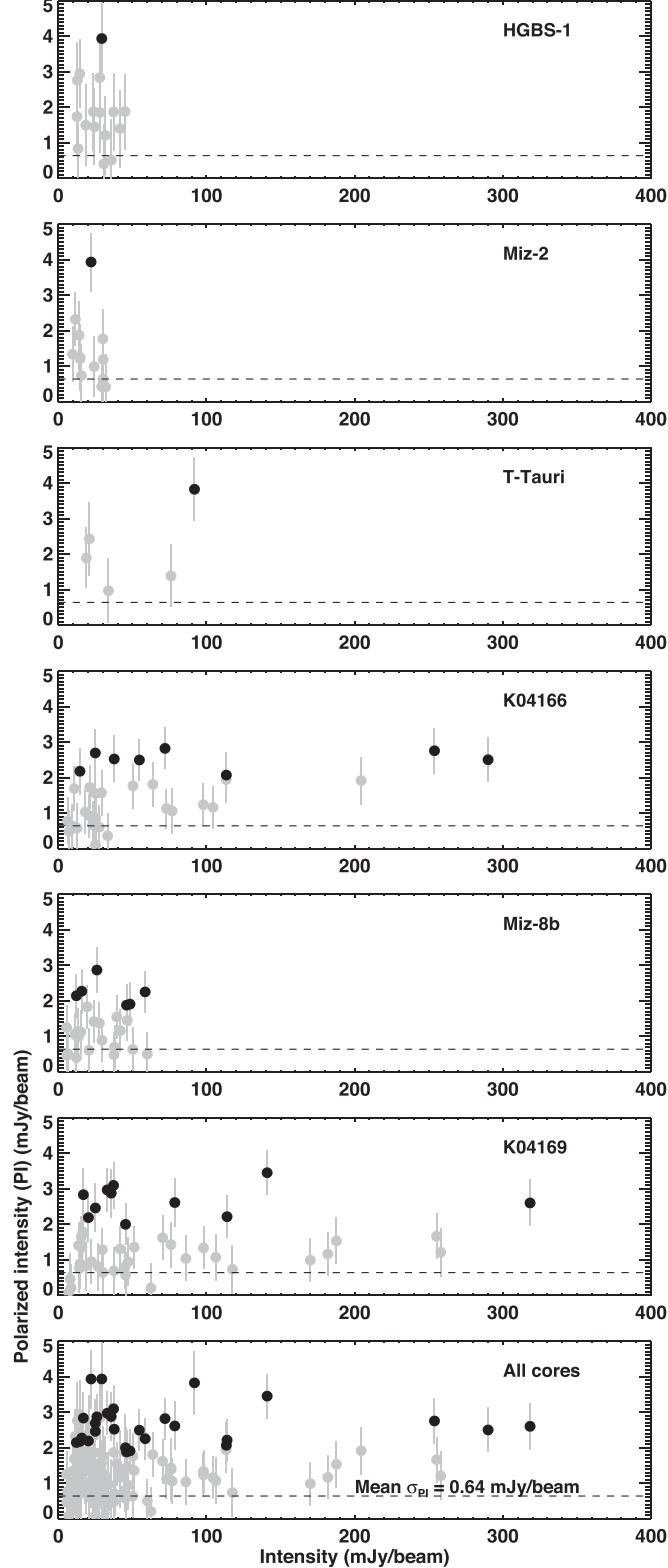 5
4
3
2
1
0
HGBS-1
0 100 200 300 400
5
4
3
2
1
0
Miz-2
0 100 200 300 400
5
4
3
2
1
0
T-Tauri
0 100 200 300 400
5
4
3
2
1
0
K04166
0 100 200 300 400
5
4
3
2
1
0
Miz-8b
0 100 200 300 400
5
4
3
2
1
0
K04169
0 100 200 300 400
5
4
3
2
1
0
All cores
Mean σPI = 0.64 mJy/beam
0 100 200 300 400
Intensity (mJy/beam)
Polarized intensity (PI) (mJy/beam)